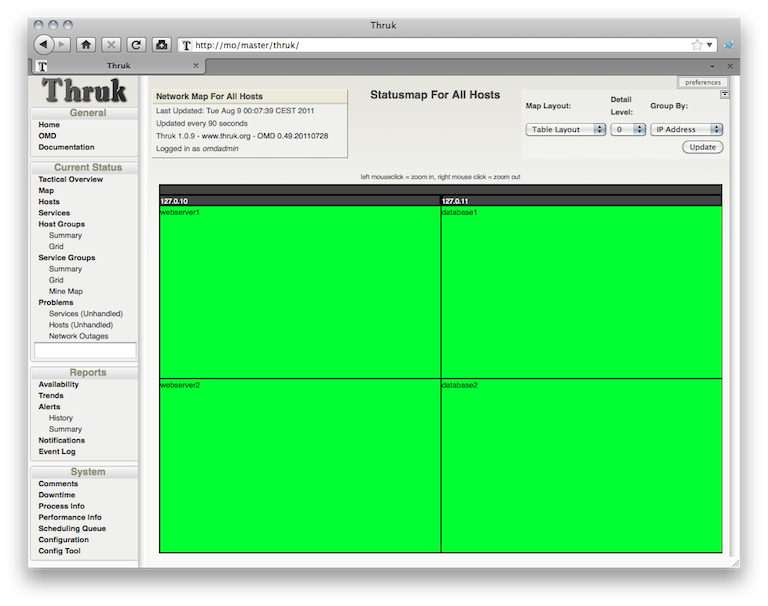 Thruk
http://mo/master/thruk/
Thruk
Thruk
General
Home
OMD
Documentation
Current Status
Tactical Overview
Map
Hosts
Services
Host Groups
Summary
Grid
Service Groups
Summary
Grid
Mine Map
Problems
Services (Unhandled)
Hosts (Unhandled)
Network Outages
Reports
Availability
Trends
Alerts
History
Summary
Notifications
Event Log
System
Comments
Downtime
Process Info
Performance Info
Scheduling Queue
Configuration
Config Tool
Network Map For All Hosts
Last Updated: Tue Aug 9 00:07:39 CEST 2011
Updated every 90 seconds
Thruk 1.0.9 - www.thruk.org - OMD 0.49.20110728
Logged in as omdadmin
Statusmap For All Hosts
preferences
Map Layout:
Detail Level:
Group By:
Table Layout
0
IP Address
Update
left mouseclick = zoom in, right mouse click = zoom out
127.0.10
127.0.11
webserver1
database1
webserver2
database2